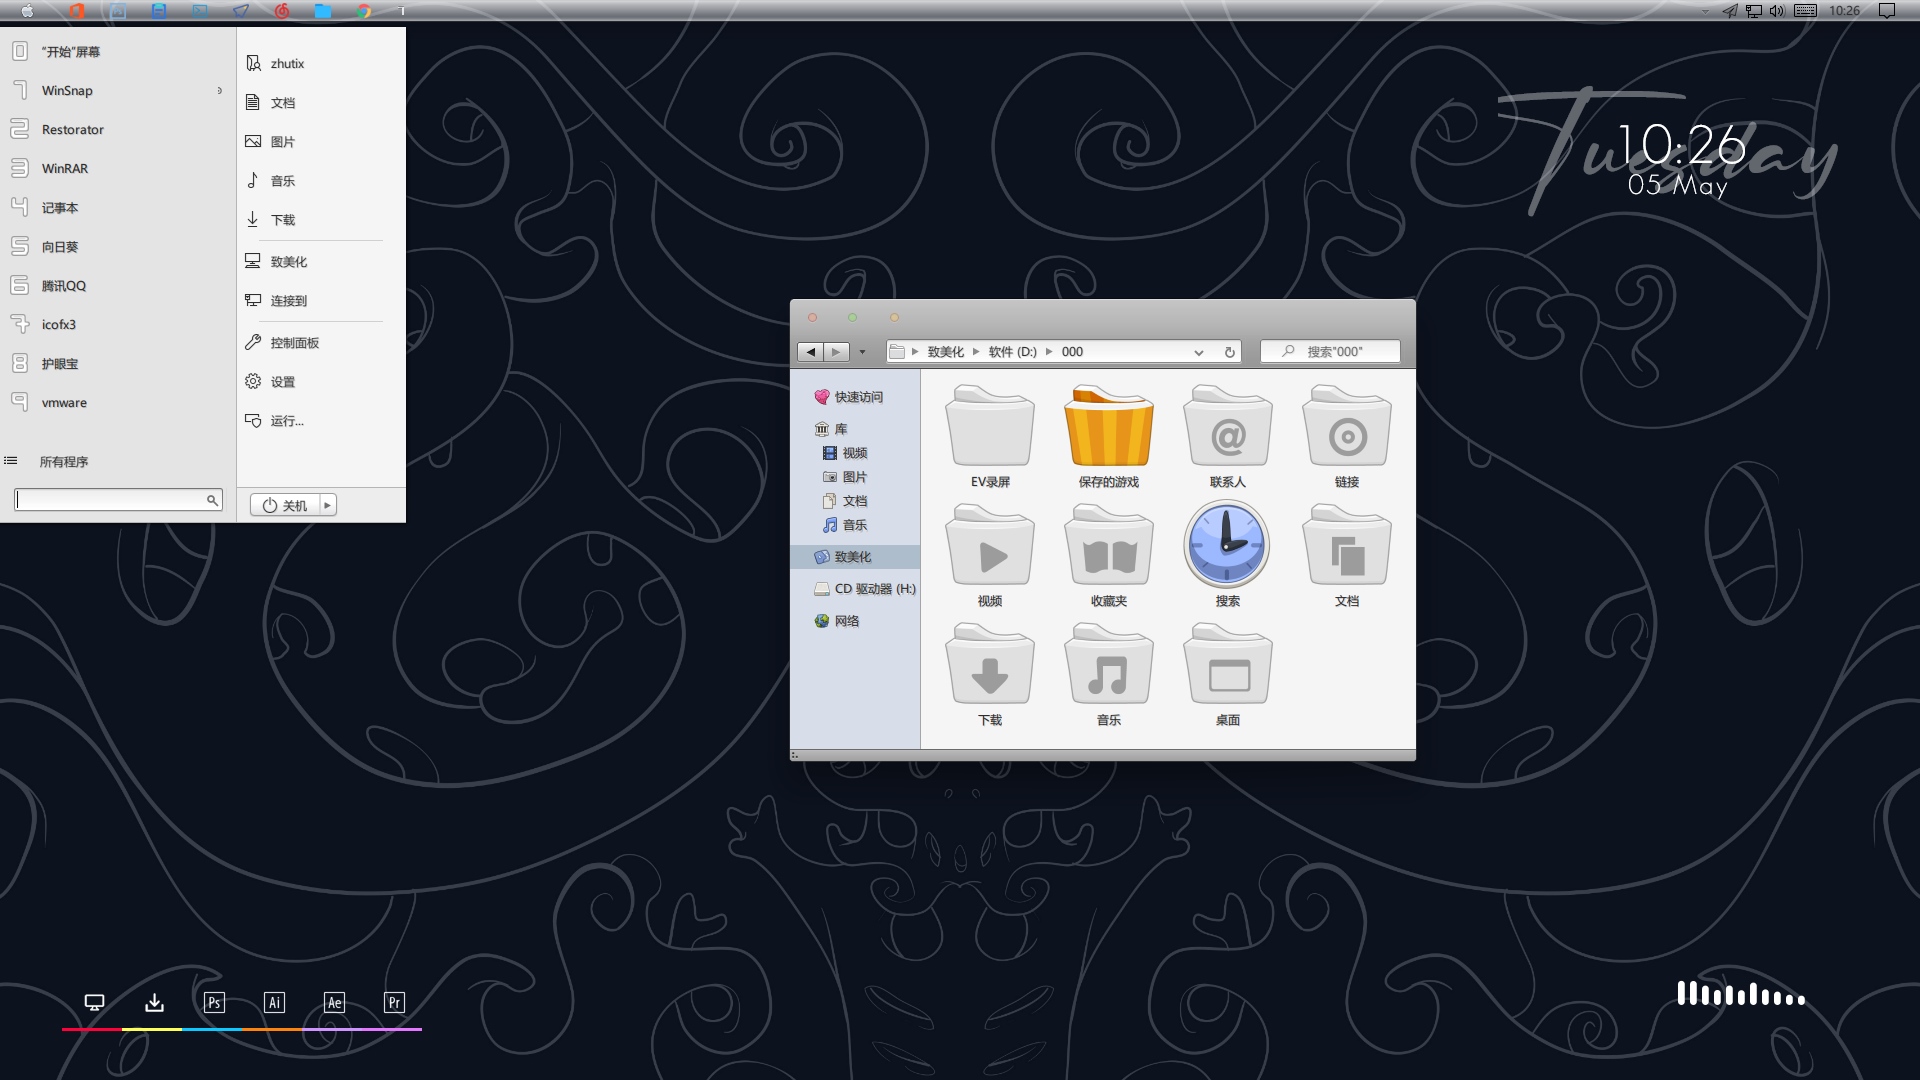 10:26
"开始"屏幕
WinSnap
Restorator
WinRAR
记事本
向日葵
腾讯QQ
icofx3
护眼宝
vmware
所有程序
zhutix
文档
图片
音乐
下载
致美化
连接到
控制面板
设置
运行...
关机
Tuesday
10:26
05 May
致美化
软件 (D:)
000
搜索"000"
快速访问
库
视频
图片
文档
音乐
致美化
CD 驱动器 (H:)
网络
EV录屏
保存的游戏
联系人
链接
视频
收藏夹
搜索
文档
下载
音乐
桌面
Ps
Ai
Ae
Pr